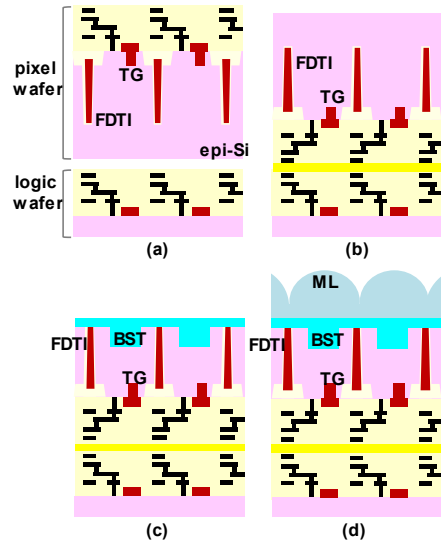 pixel
wafer
TG
FDTI
epi-Si
logic
wafer
(a)
FDTI
TG
(b)
FDTI
BST
TG
(c)
ML
FDTI
BST
TG
(d)